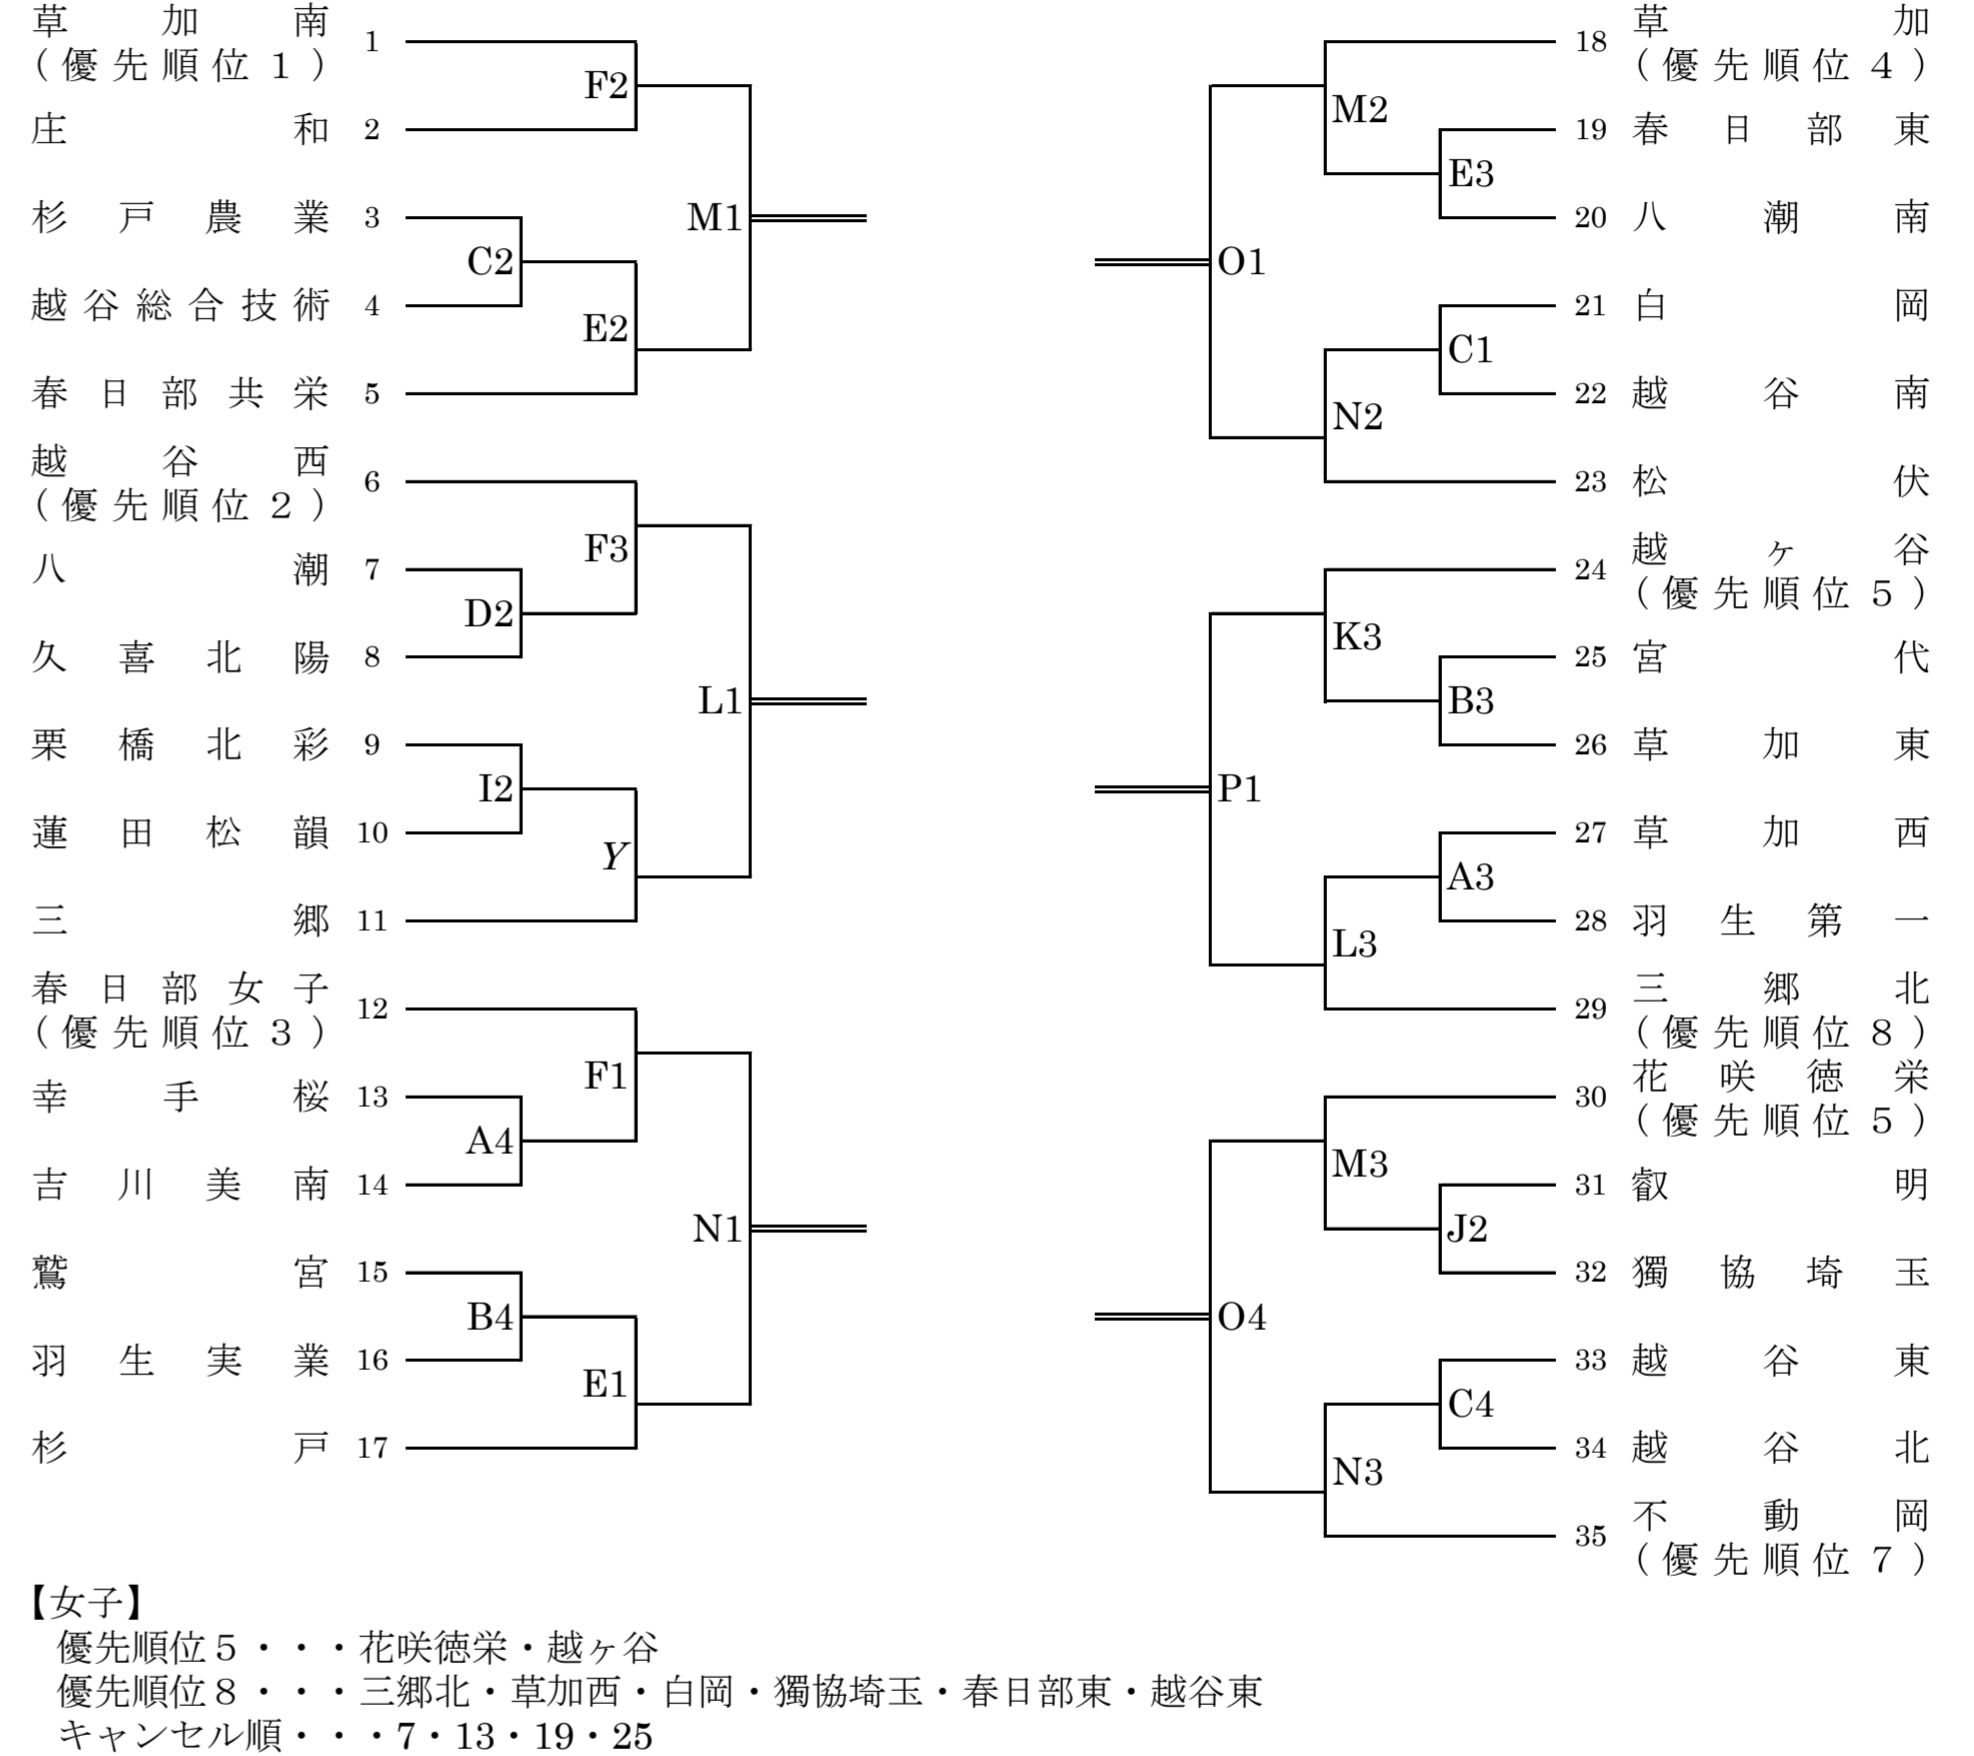 草加南
(優先順位1) 1
F2
庄和 2
M1
杉戸農業 3
C2
越谷総合技術 4
E2
春日部共栄 5
越谷西
(優先順位2) 6
F3
八潮 7
D2
久喜北陽 8
L1
栗橋北彩 9
I2
蓮田松韻 10
Y
三郷 11
春日部女子
(優先順位3) 12
F1
幸手桜 13
A4
吉川美南 14
N1
鷲宮 15
B4
羽生実業 16
E1
杉戸 17
18 草加
(優先順位4)
M2
19 春日部東
E3
20 八潮南
O1
21 白岡
C1
22 越谷南
N2
23 松伏
24 越ヶ谷
(優先順位5)
K3
25 宮代
B3
26 草加東
P1
27 草加西
A3
28 羽生第一
L3
29 三郷北
(優先順位8)
30 花咲徳栄
(優先順位5)
M3
31 叡明
J2
32 獨協埼玉
O4
33 越谷東
C4
34 越谷北
N3
35 不動岡
(優先順位7)
【女子】
優先順位5・・・花咲徳栄・越ヶ谷
優先順位8・・・三郷北・草加西・白岡・獨協埼玉・春日部東・越谷東
キャンセル順・・・7・13・19・25